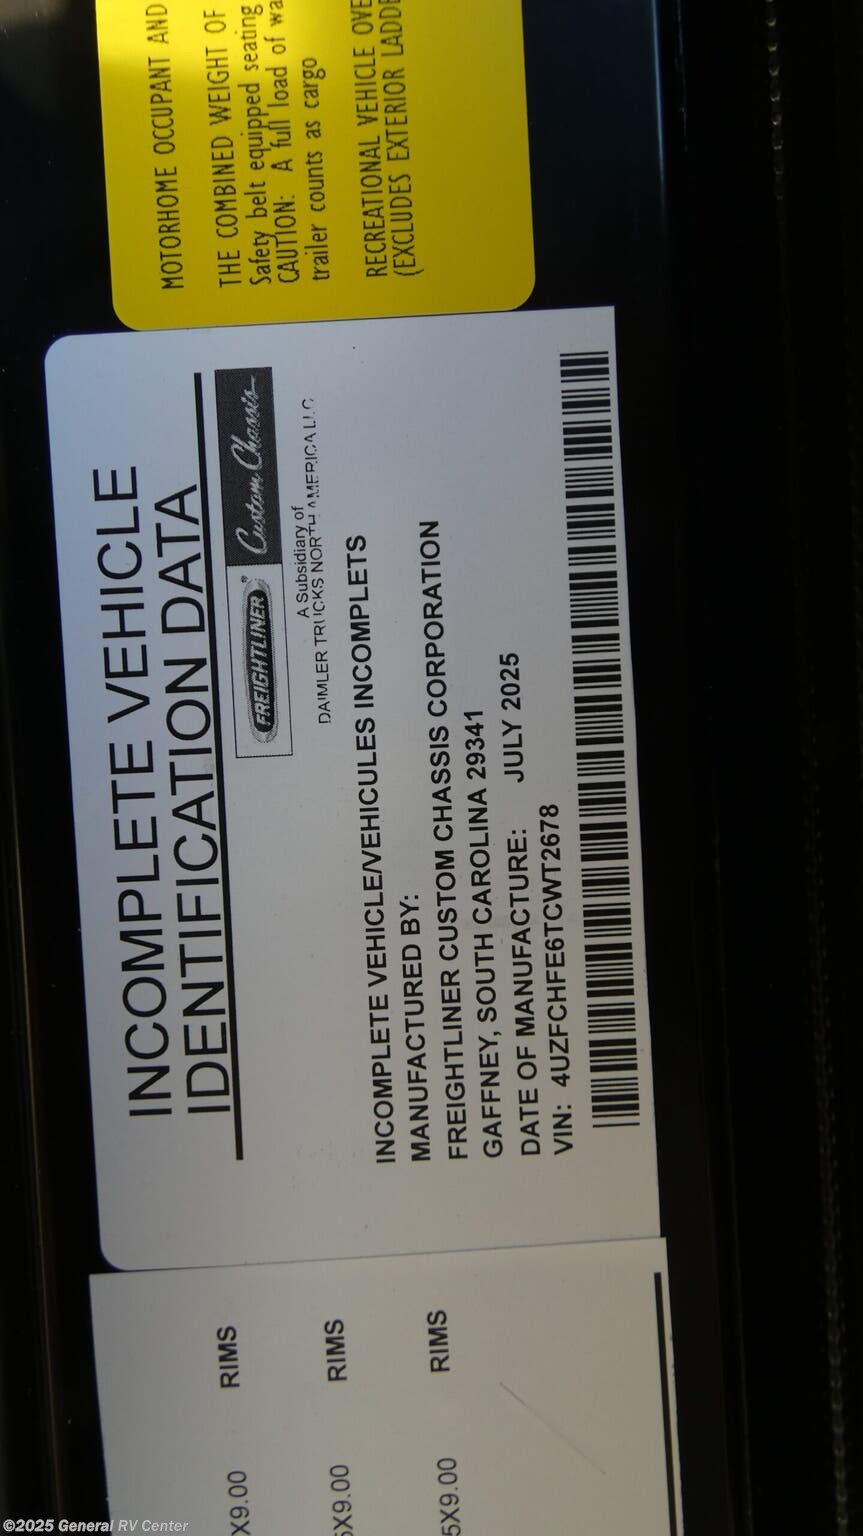 MOTORHOME OCCUPANT AND
THE COMBINED WEIGHT OF
Safety belt equipped seating
CAUTION: A full load of wa
trailer counts as cargo
RECREATIONAL VEHICLE OVE
(EXCLUDES EXTERIOR LADDE
INCOMPLETE VEHICLE
IDENTIFICATION DATA
FREIGHTLINER® Custom Chassis
A Subsidiary of
DAIMLER TRUCKS NORTH AMERICA LLC
INCOMPLETE VEHICLE/VEHICULES INCOMPLETS
MANUFACTURED BY:
FREIGHTLINER CUSTOM CHASSIS CORPORATION
GAFFNEY, SOUTH CAROLINA 29341
DATE OF MANUFACTURE: JULY 2025
VIN: 4UZFCHFE6TCWT2678
X9.00 RIMS
X9.00 RIMS
5X9.00 RIMS
©2025 General RV Center